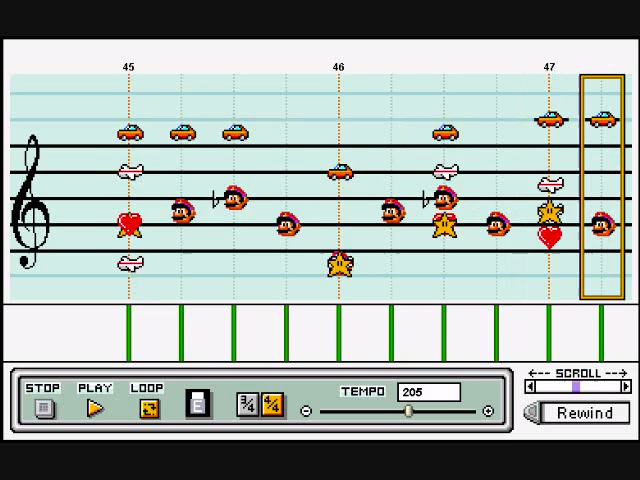 45 46 47
STOP PLAY LOOP
E
3/4 4/4
TEMPO 205
SCROLL
Rewind